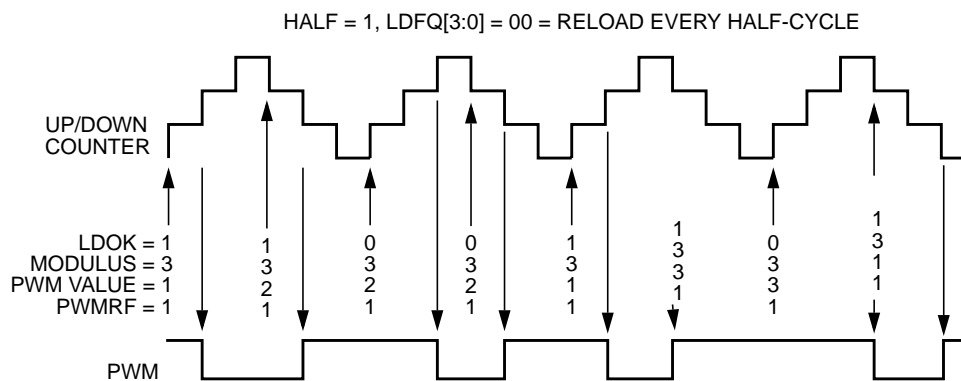 HALF = 1, LDFQ[3:0] = 00 = RELOAD EVERY HALF-CYCLE
UP/DOWN
COUNTER
LDOK = 1 1 0 0 1 1 0 1
MODULUS = 3 3 3 3 3 3 3 3
PWM VALUE = 1 2 2 2 1 3 3 1
PWMRF = 1 1 1 1 1 1 1 1
PWM